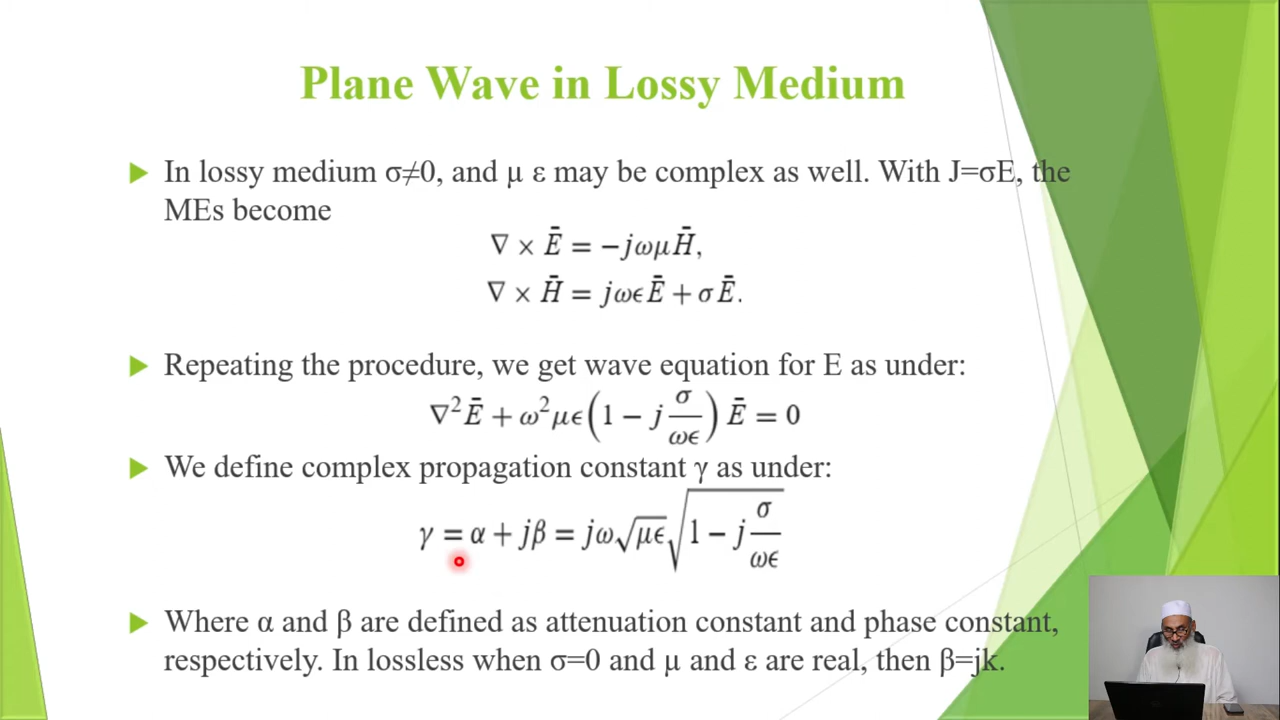 Plane Wave in Lossy Medium
In lossy medium σ≠0, and μ ε may be complex as well. With J=σE, the
MEs become
∇ × Ē = −jωμH̄,
∇ × H̄ = jωϵĒ + σĒ.
Repeating the procedure, we get wave equation for E as under:
∇²Ē + ω²μϵ(1 − j σ/ωϵ) Ē = 0
We define complex propagation constant γ as under:
γ = α + jβ = jω√μϵ √(1 − j σ/ωϵ)
Where α and β are defined as attenuation constant and phase constant,
respectively. In lossless when σ=0 and μ and ε are real, then β=jk.